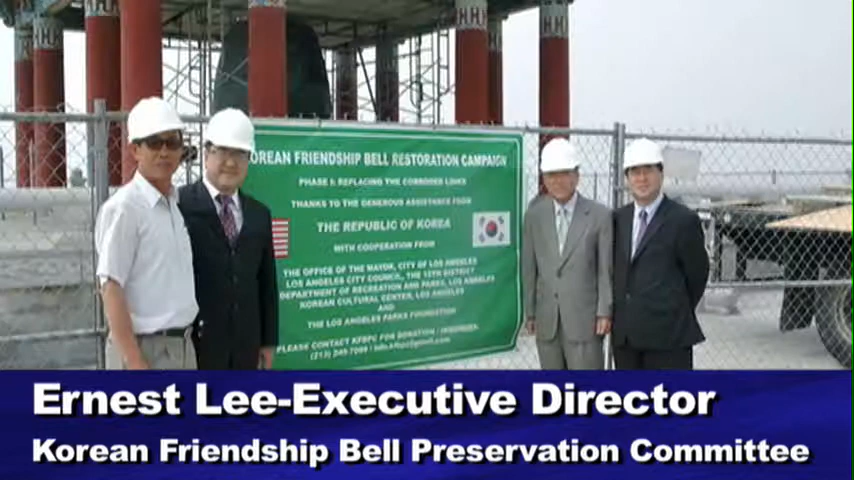 KOREAN FRIENDSHIP BELL RESTORATION CAMPAIGN
PHASE I: REPLACING THE CORRODED LINKS
THANKS TO THE GENEROUS ASSISTANCE FROM
THE REPUBLIC OF KOREA
WITH COOPERATION FROM
THE OFFICE OF THE MAYOR, CITY OF LOS ANGELES
LOS ANGELES CITY COUNCIL, THE 15TH DISTRICT
DEPARTMENT OF RECREATION AND PARKS, LOS ANGELES
KOREAN CULTURAL CENTER, LOS ANGELES
AND
THE LOS ANGELES PARKS FOUNDATION
PLEASE CONTACT KFBPC FOR DONATION /
Ernest Lee-Executive Director
Korean Friendship Bell Preservation Committee